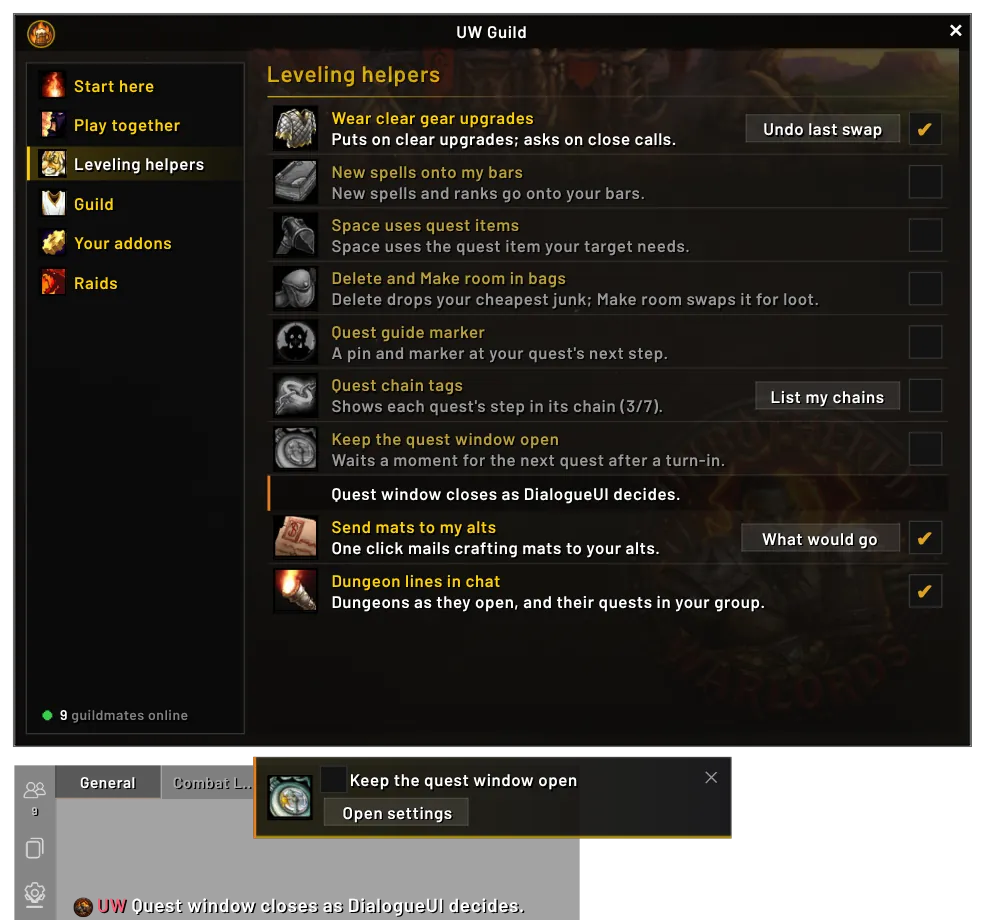 UW Guild
Start here
Play together
Leveling helpers
Guild
Your addons
Raids
9 guildmates online
Leveling helpers
Wear clear gear upgrades
Puts on clear upgrades; asks on close calls.
Undo last swap
New spells onto my bars
New spells and ranks go onto your bars.
Space uses quest items
Space uses the quest item your target needs.
Delete and Make room in bags
Delete drops your cheapest junk; Make room swaps it for loot.
Quest guide marker
A pin and marker at your quest's next step.
Quest chain tags
Shows each quest's step in its chain (3/7).
List my chains
Keep the quest window open
Waits a moment for the next quest after a turn-in.
Quest window closes as DialogueUI decides.
Send mats to my alts
One click mails crafting mats to your alts.
What would go
Dungeon lines in chat
Dungeons as they open, and their quests in your group.
WARLORDS
9
General
Combat L...
Keep the quest window open
Open settings
UW Quest window closes as DialogueUI decides.